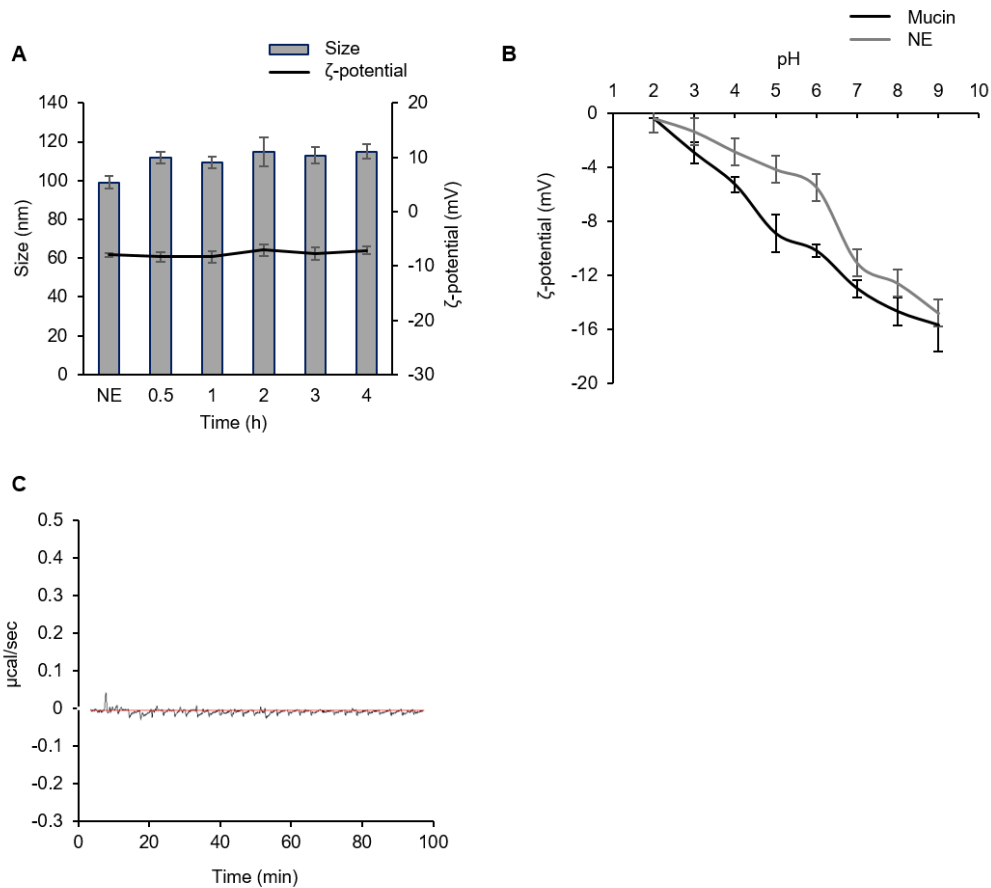 Mucin
NE
A
Size
ζ-potential
B
pH
1 2 3 4 5 6 7 8 9 10
140
120
100
80
60
40
20
0
Size (nm)
20
10
0
-10
-20
-30
ζ-potential (mV)
NE 0.5 1 2 3 4
Time (h)
0
-4
-8
-12
-16
-20
ζ-potential (mV)
C
0.5
0.4
0.3
0.2
0.1
0
-0.1
-0.2
-0.3
µcal/sec
0 20 40 60 80 100
Time (min)